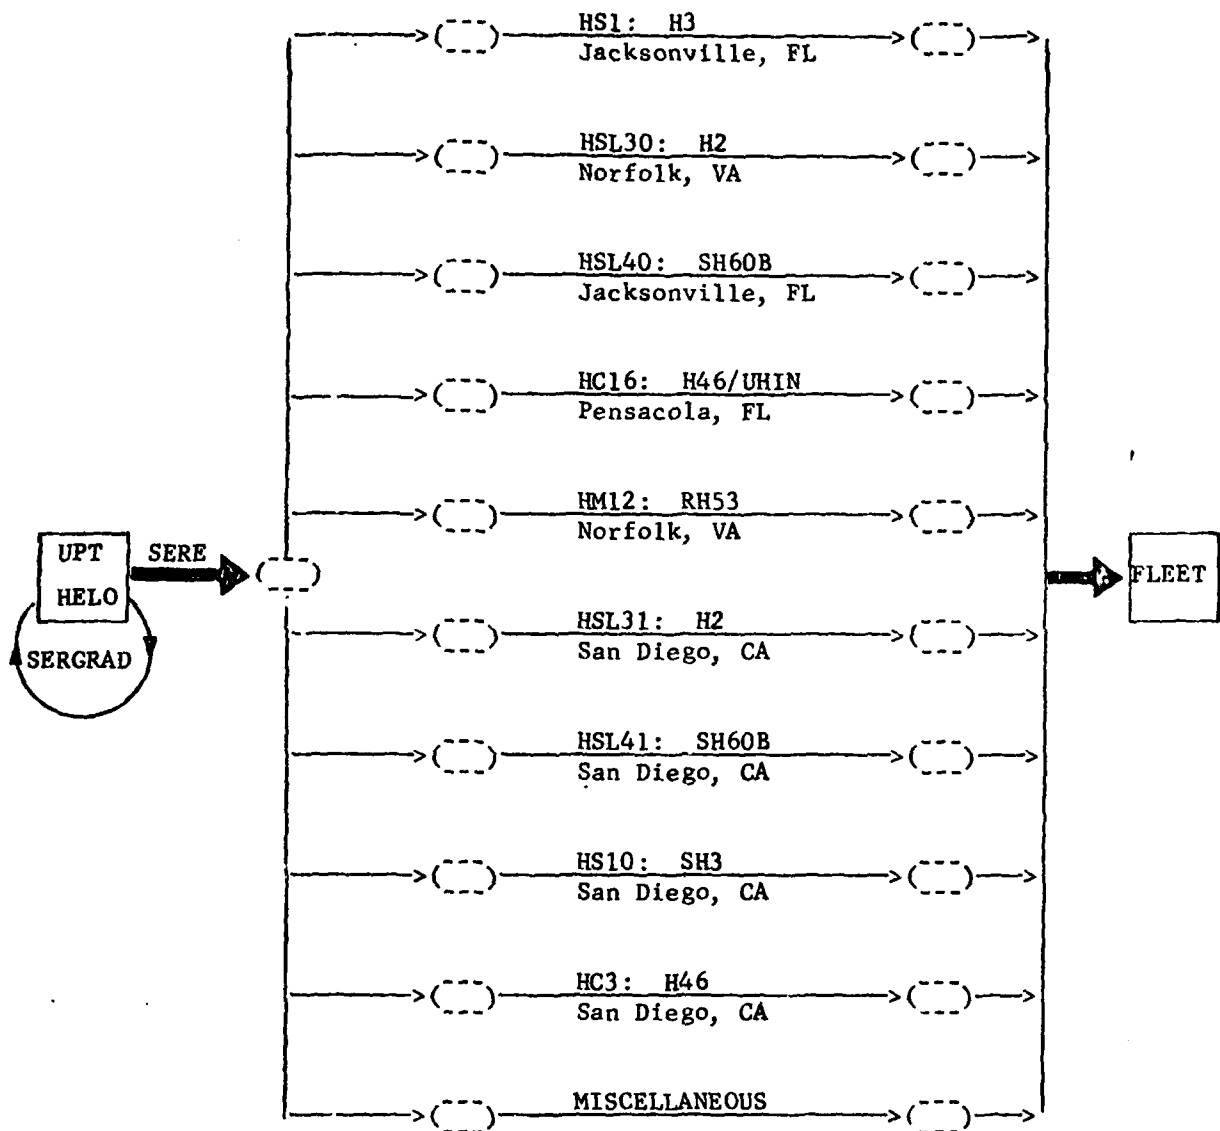 HS1: H3
Jacksonville, FL
HSL30: H2
Norfolk, VA
HSL40: SH60B
Jacksonville, FL
HC16: H46/UHIN
Pensacola, FL
HM12: RH53
Norfolk, VA
UPT
HELO
SERE
SERGRAD
FLEET
HSL31: H2
San Diego, CA
HSL41: SH60B
San Diego, CA
HS10: SH3
San Diego, CA
HC3: H46
San Diego, CA
MISCELLANEOUS